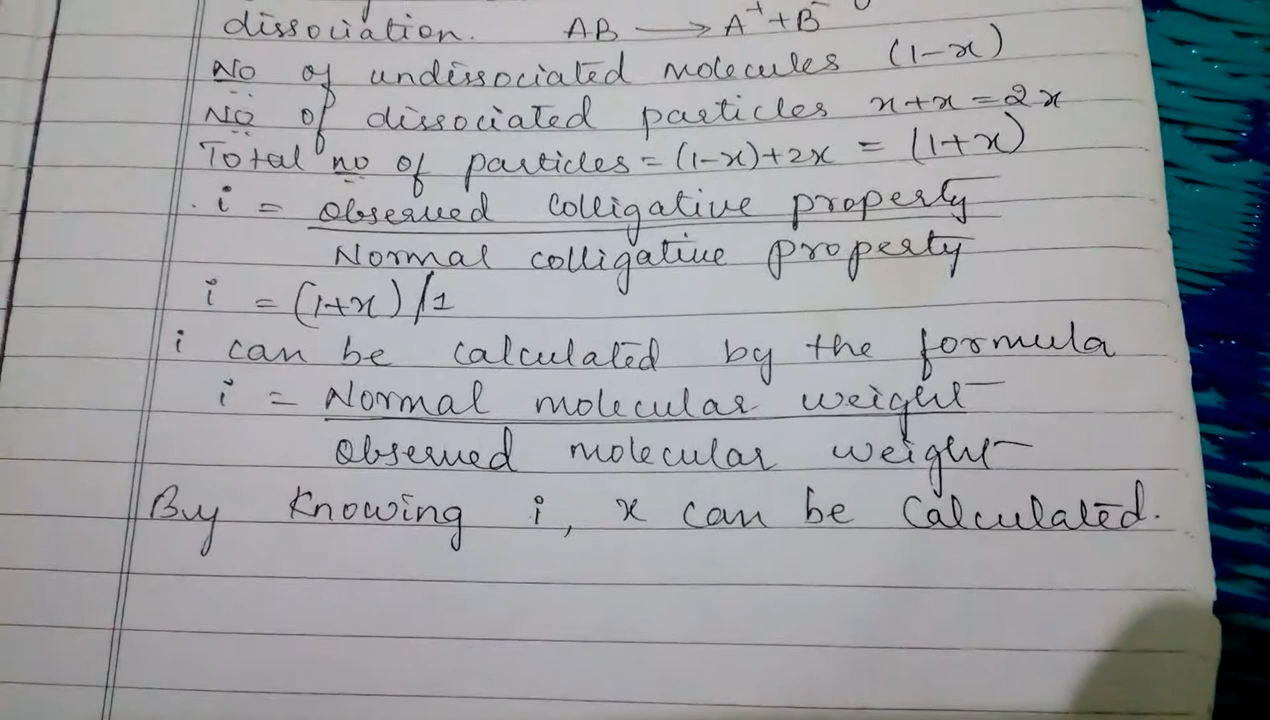 dissociation. AB → A⁺ + B⁻
No of undissociated molecules (1-x)
No of dissociated particles x+x=2x
Total no of particles = (1-x)+2x = (1+x)
i = Observed colligative property
Normal colligative property
i = (1+x)/1
i can be calculated by the formula
i = Normal molecular weight
Observed molecular weight
By Knowing i, x can be Calculated.